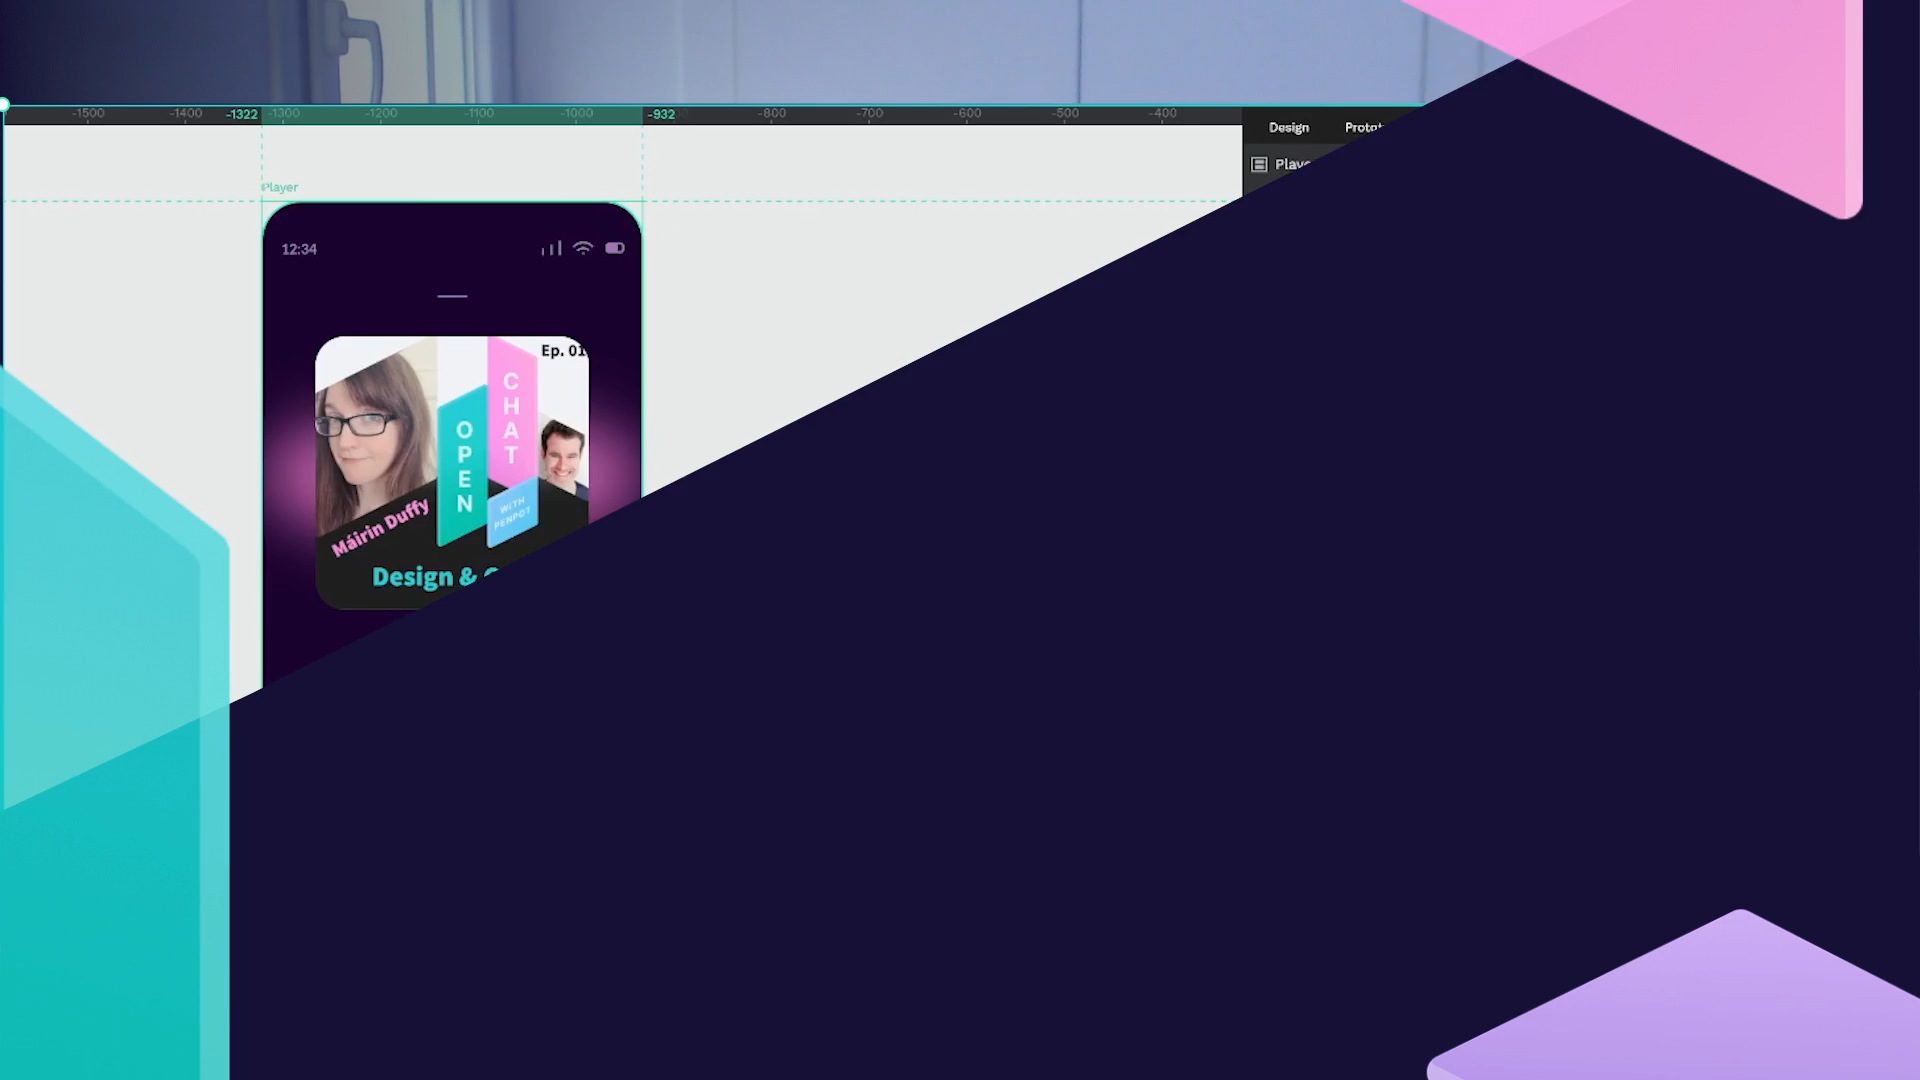 -1500 -1400 -1322 -1300 -1200 -1100 -1000 -932 -800 -700 -600 -500 -400
Design
Player
12:34
Ep. 01
CHAT
OPEN
WITH
PENPOT
Máirín Duffy
Design &